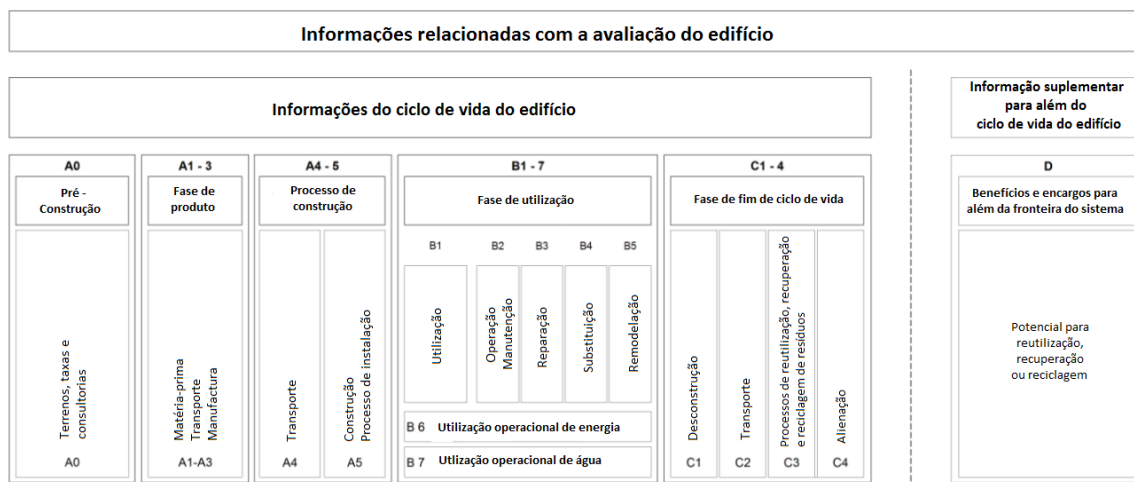 Informações relacionadas com a avaliação do edifício
Informações do ciclo de vida do edifício
Informação suplementar
para além do
ciclo de vida do edifício
A0
Pré -
Construção
Terrenos, taxas e
consultorias
A0
A1 - 3
Fase de
produto
Matéria-prima
Transporte
Manufactura
A1-A3
A4 - 5
Processo de
construção
Transporte
A4
Construção
Processo de instalação
A5
B1 - 7
Fase de utilização
B1
Utilização
B2
Operação
Manutenção
B3
Reparação
B4
Substituição
B5
Remodelação
B 6 Utilização operacional de energia
B 7 Utlização operacional de água
C1 - 4
Fase de fim de ciclo de vida
Desconstrução
C1
Transporte
C2
Processos de reutilização, recuperação
e reciclagem de resíduos
C3
Alienação
C4
D
Benefícios e encargos para
além da fronteira do sistema
Potencial para
reutilização,
recuperação
ou reciclagem